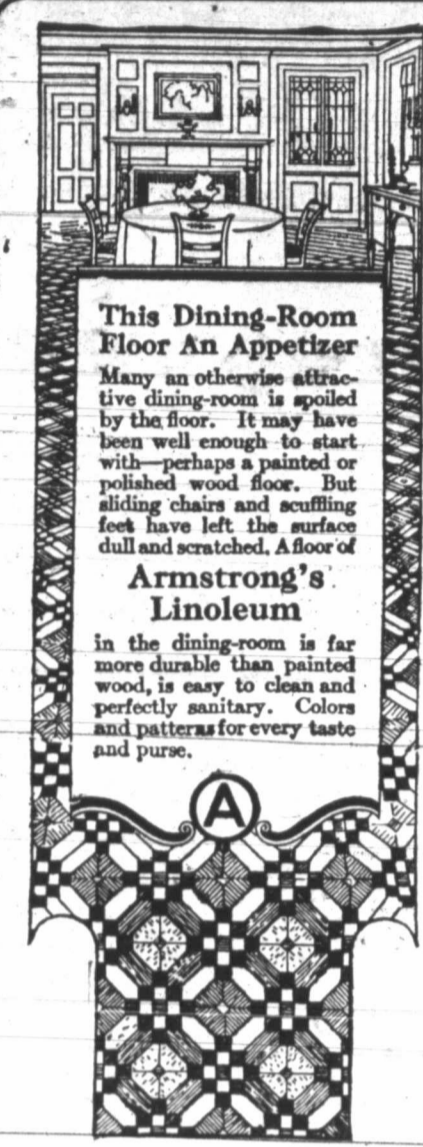 This Dining-Room
Floor An Appetizer
Many an otherwise attrac-
tive dining-room is spoiled
by the floor. It may have
been well enough to start
with—perhaps a painted or
polished wood floor. But
sliding chairs and scuffling
feet have left the surface
dull and scratched. A floor of
Armstrong's
Linoleum
in the dining-room is far
more durable than painted
wood, is easy to clean and
perfectly sanitary. Colors
and patterns for every taste
and purse.
A